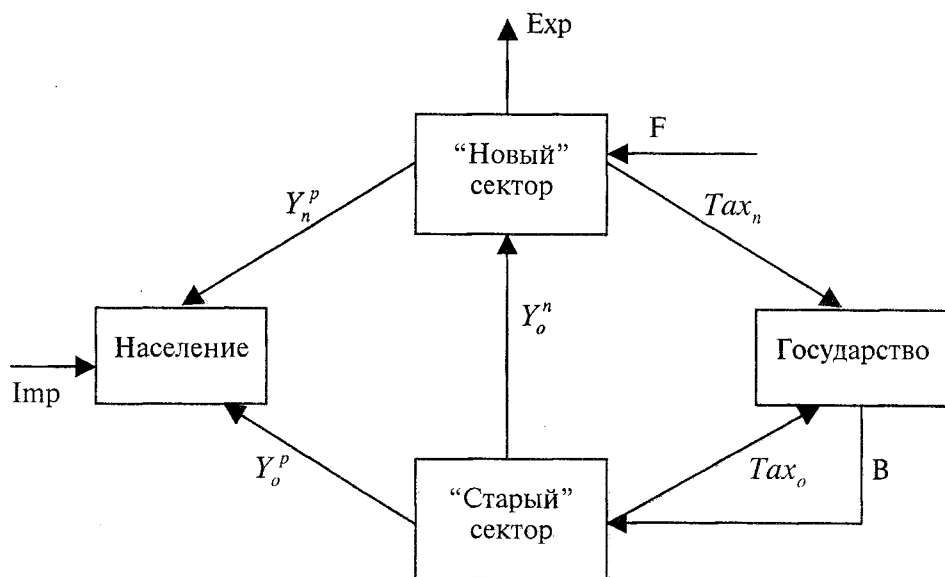 Exp
F
“Новый”
сектор
Y_n^p
Tax_n
Y_o^n
Население
Государство
Imp
Y_o^p
Tax_o
B
“Старый”
сектор